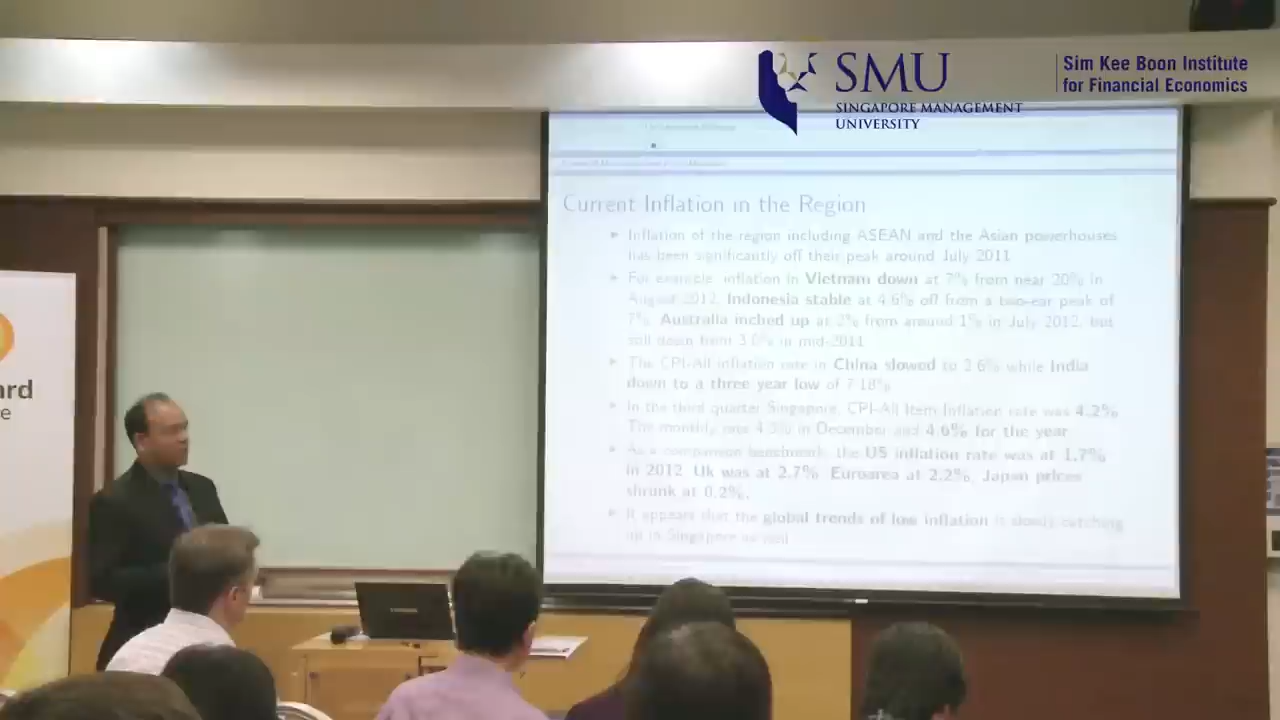 SMU
SINGAPORE MANAGEMENT
UNIVERSITY
Sim Kee Boon Institute
for Financial Economics
Current Inflation in the Region
Inflation of the region including ASEAN and the Asian powerhouses
has been significantly off their peak around July 2011
For example, inflation in Vietnam down at 7% from near 20% in
August 2012, Indonesia stable at 4.6% off from a two-ear peak of
7%. Australia inched up at 2% from around 1% in July 2012, but
still down from 3.6% in mid-2011
The CPI-All inflation rate in China slowed to 2.6% while India
down to a three year low of 7.18%
In the third quarter Singapore, CPI-All Item Inflation rate was 4.2%
The monthly was 4.3% in December and 4.6% for the year
As a comparison benchmark, the US inflation rate was at 1.7%
in 2012. Uk was at 2.7%. Euroarea at 2.2%, Japan prices
shrunk at 0.2%.
It appears that the global trends of low inflation is slowly catching
up in Singapore as well
ard
e